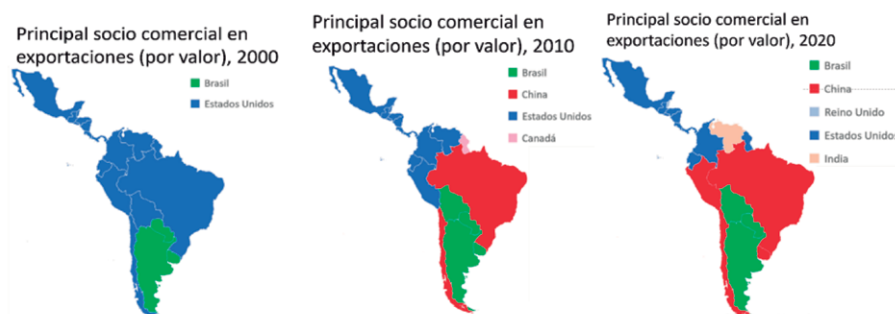 Principal socio comercial en
exportaciones (por valor), 2000
Brasil
Estados Unidos
Principal socio comercial en
exportaciones (por valor), 2010
Brasil
China
Estados Unidos
Canadá
Principal socio comercial en
exportaciones (por valor), 2020
Brasil
China
Reino Unido
Estados Unidos
India